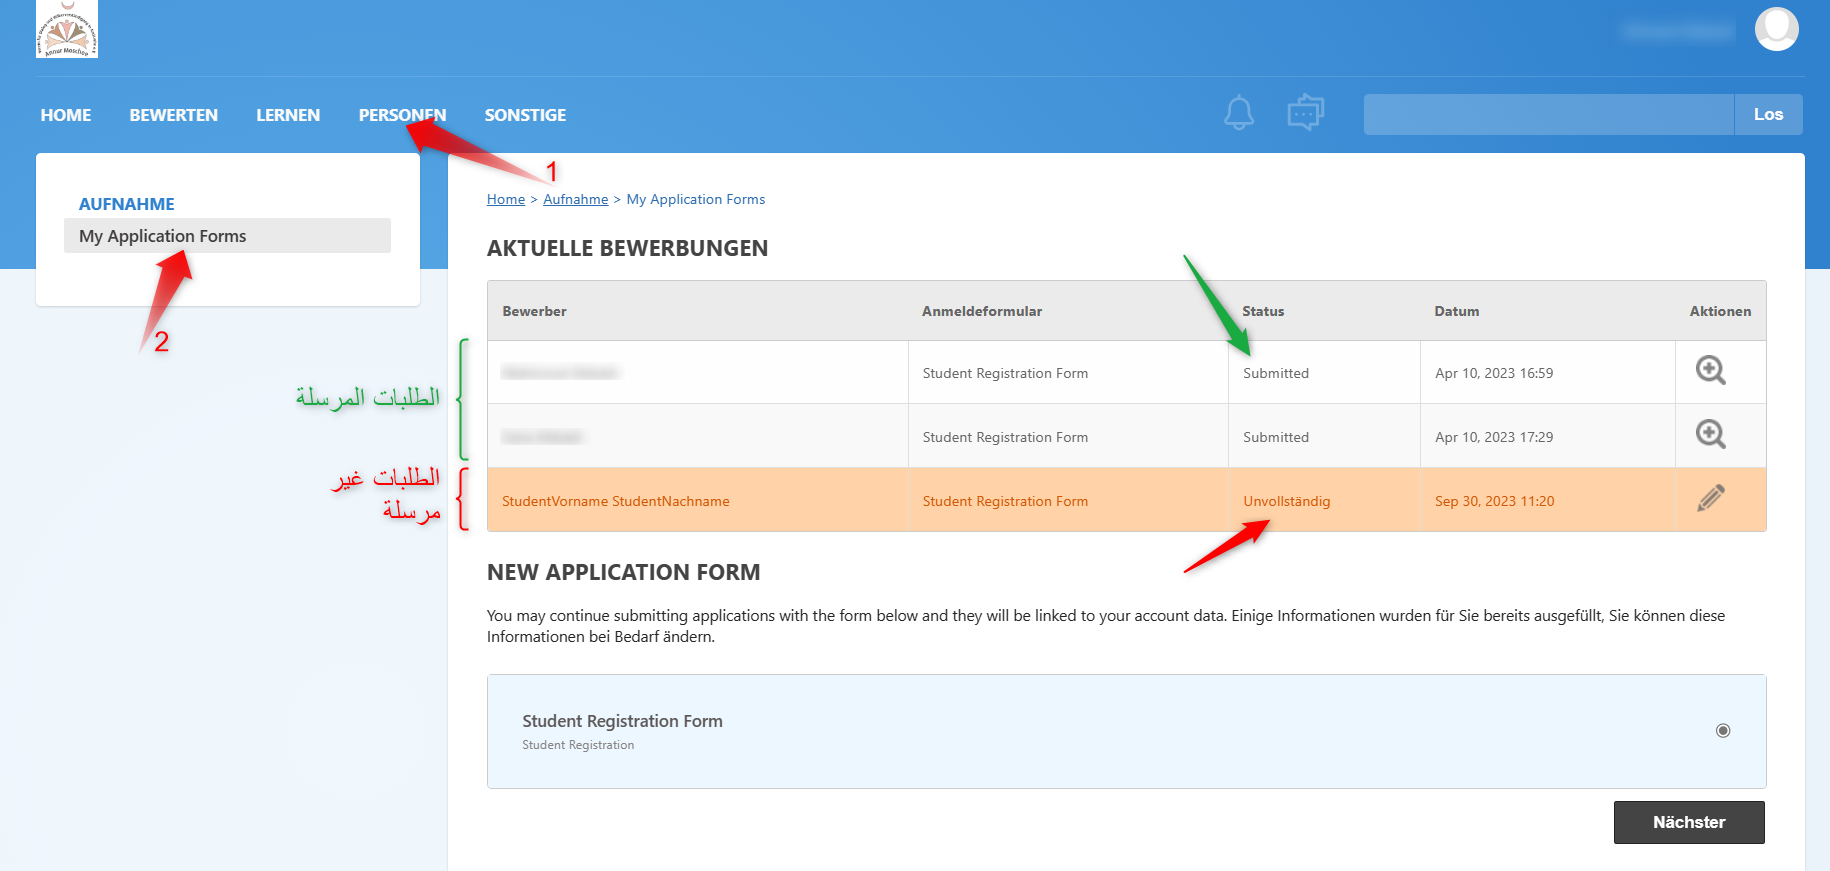 Annur Moschee
HOME BEWERTEN LERNEN PERSONEN SONSTIGE
Los
1
AUFNAHME
My Application Forms
2
Home > Aufnahme > My Application Forms
AKTUELLE BEWERBUNGEN
Bewerber Anmeldeformular Status Datum Aktionen
الطلبات المرسلة
Student Registration Form Submitted Apr 10, 2023 16:59
Student Registration Form Submitted Apr 10, 2023 17:29
الطلبات غير
مرسلة
StudentVorname StudentNachname Student Registration Form Unvollständig Sep 30, 2023 11:20
NEW APPLICATION FORM
You may continue submitting applications with the form below and they will be linked to your account data. Einige Informationen wurden für Sie bereits ausgefüllt, Sie können diese
Informationen bei Bedarf ändern.
Student Registration Form
Student Registration
Nächster